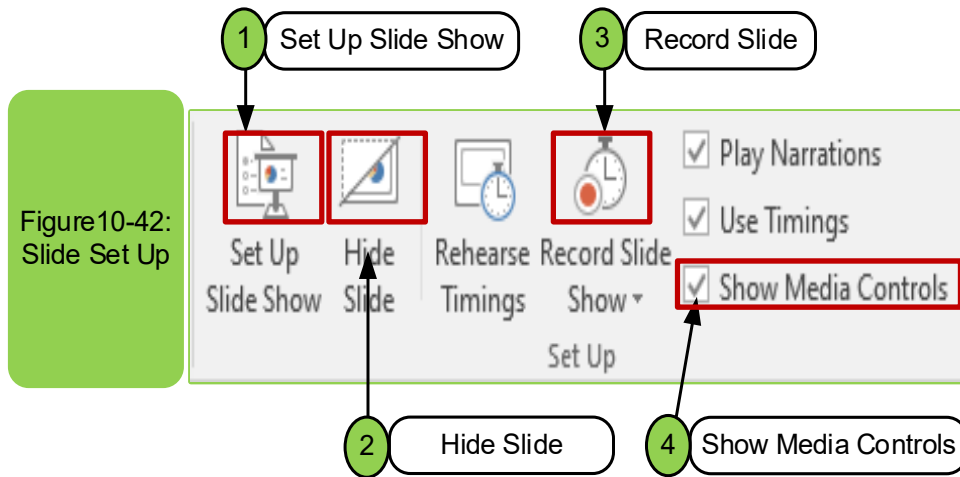 1 Set Up Slide Show
3 Record Slide
Figure10-42:
Slide Set Up
Set Up
Slide Show
Hide
Slide
Rehearse
Timings
Record Slide
Show
Play Narrations
Use Timings
Show Media Controls
Set Up
2 Hide Slide
4 Show Media Controls